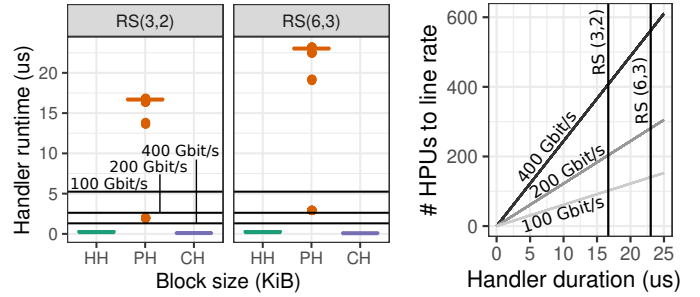 RS(3,2)
RS(6,3)
Handler runtime (us)
20
15
10
5
0
400 Gbit/s
200 Gbit/s
100 Gbit/s
HH
PH
CH
HH
PH
CH
Block size (KiB)
# HPUs to line rate
600
400
200
0
RS (3,2)
RS (6,3)
400 Gbit/s
200 Gbit/s
100 Gbit/s
0
5
10
15
20
25
Handler duration (us)